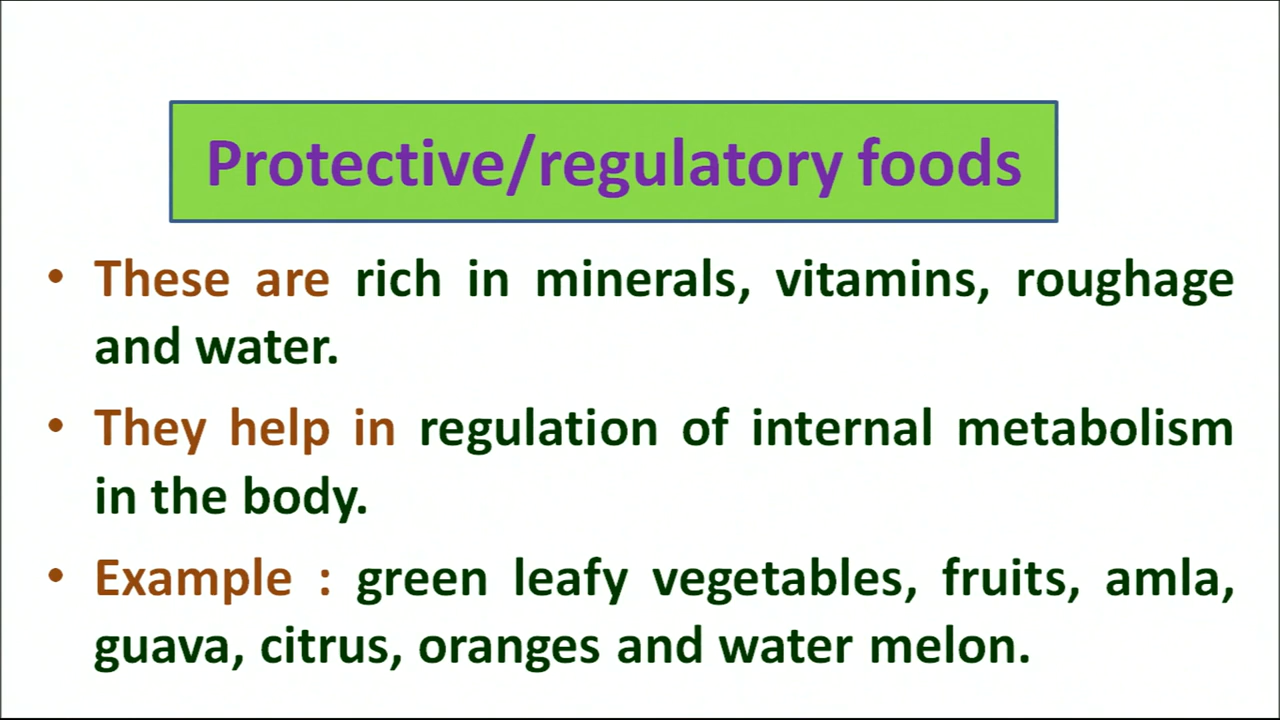 Protective/regulatory foods
• These are rich in minerals, vitamins, roughage
and water.
• They help in regulation of internal metabolism
in the body.
• Example : green leafy vegetables, fruits, amla,
guava, citrus, oranges and water melon.